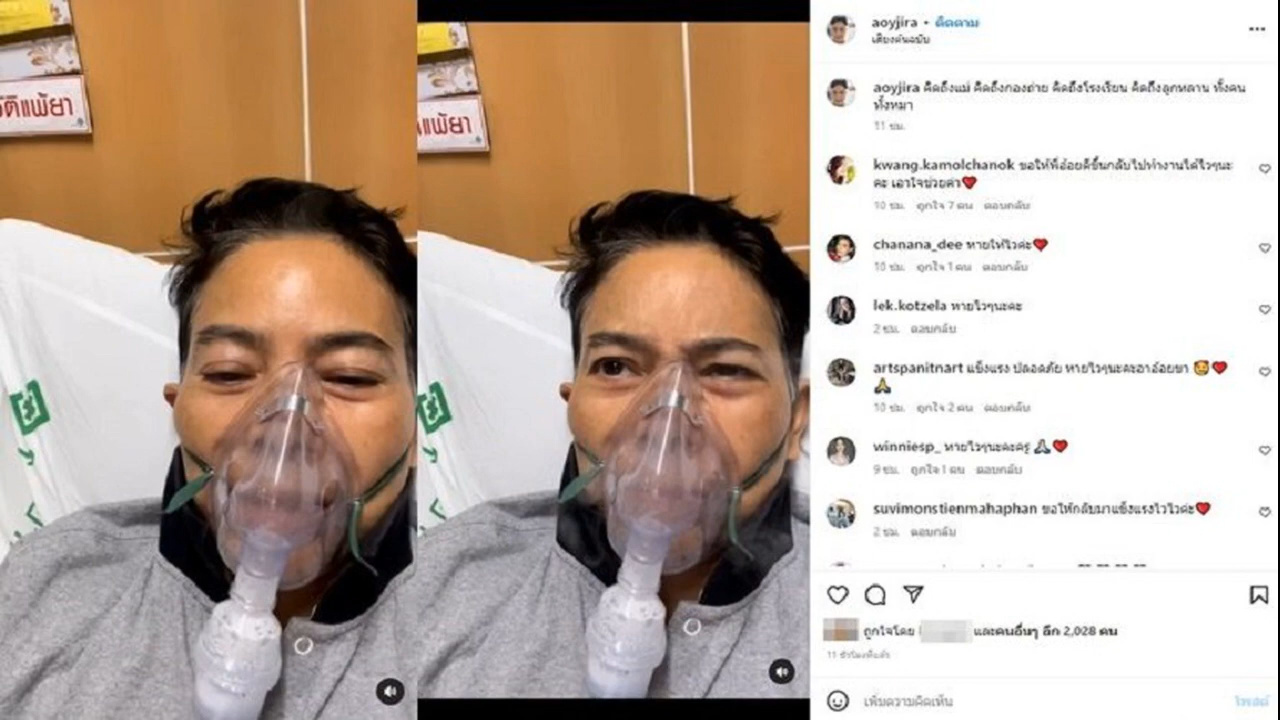 วัติแพ้ยา
แพ้ยา
aoyjira • ติดตาม
เสียงต้นฉบับ
aoyjira คิดถึงแม่ คิดถึงกองถ่าย คิดถึงโรงเรียน คิดถึงลูกหลาน ทั้งคน
ทั้งหมา
11 ชม.
kwang.kamolchanok ขอให้พี่อ๋อยดีขึ้นกลับไปทำงานได้ไวๆนะ
คะ เอาใจช่วยค่า❤️
10 ชม. ถูกใจ 7 คน ตอบกลับ
chanana_dee หายให้ไวค่ะ❤️
10 ชม. ถูกใจ 1 คน ตอบกลับ
lek.kotzela หายไวๆนะคะ
2 ชม. ตอบกลับ
artspanitnart แข็งแรง ปลอดภัย หายไวๆนะคะอาอ๋อยขา 🥰❤️
🙏
10 ชม. ถูกใจ 2 คน ตอบกลับ
winniesp_ หายไวๆนะคะครู 🙏❤️
9 ชม. ถูกใจ 1 คน ตอบกลับ
suvimonstienmahaphan ขอให้กลับมาแข็งแรงไวไวค่ะ❤️
2 ชม. ตอบกลับ
ถูกใจโดย และคนอื่นๆ อีก 2,028 คน
11 ชั่วโมงที่แล้ว
เพิ่มความคิดเห็น โพสต์